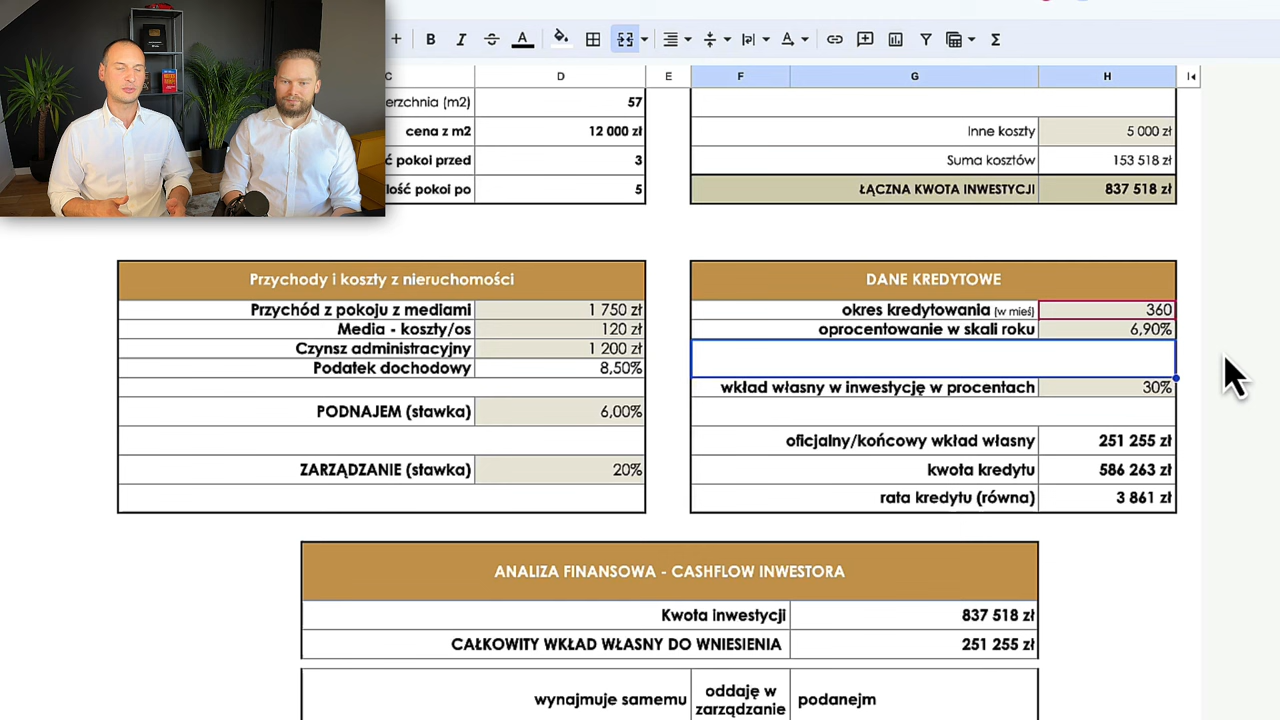 C D E F G H
erzchnia (m2) 57
cena z m2 12 000 zł
ć pokoi przed 3
ilość pokoi po 5
Inne koszty 5 000 zł
Suma kosztów 153 518 zł
ŁĄCZNA KWOTA INWESTYCJI 837 518 zł
Przychody i koszty z nieruchomości
Przychód z pokoju z mediami 1 750 zł
Media - koszty/os 120 zł
Czynsz administracyjny 1 200 zł
Podatek dochodowy 8,50%
PODNAJEM (stawka) 6,00%
ZARZĄDZANIE (stawka) 20%
DANE KREDYTOWE
okres kredytowania (w mieś) 360
oprocentowanie w skali roku 6,90%
wkład własny w inwestycję w procentach 30%
oficjalny/końcowy wkład własny 251 255 zł
kwota kredytu 586 263 zł
rata kredytu (równa) 3 861 zł
ANALIZA FINANSOWA - CASHFLOW INWESTORA
Kwota inwestycji 837 518 zł
CAŁKOWITY WKŁAD WŁASNY DO WNIESIENIA 251 255 zł
wynajmuje samemu
oddaję w
zarządzanie
podanejm